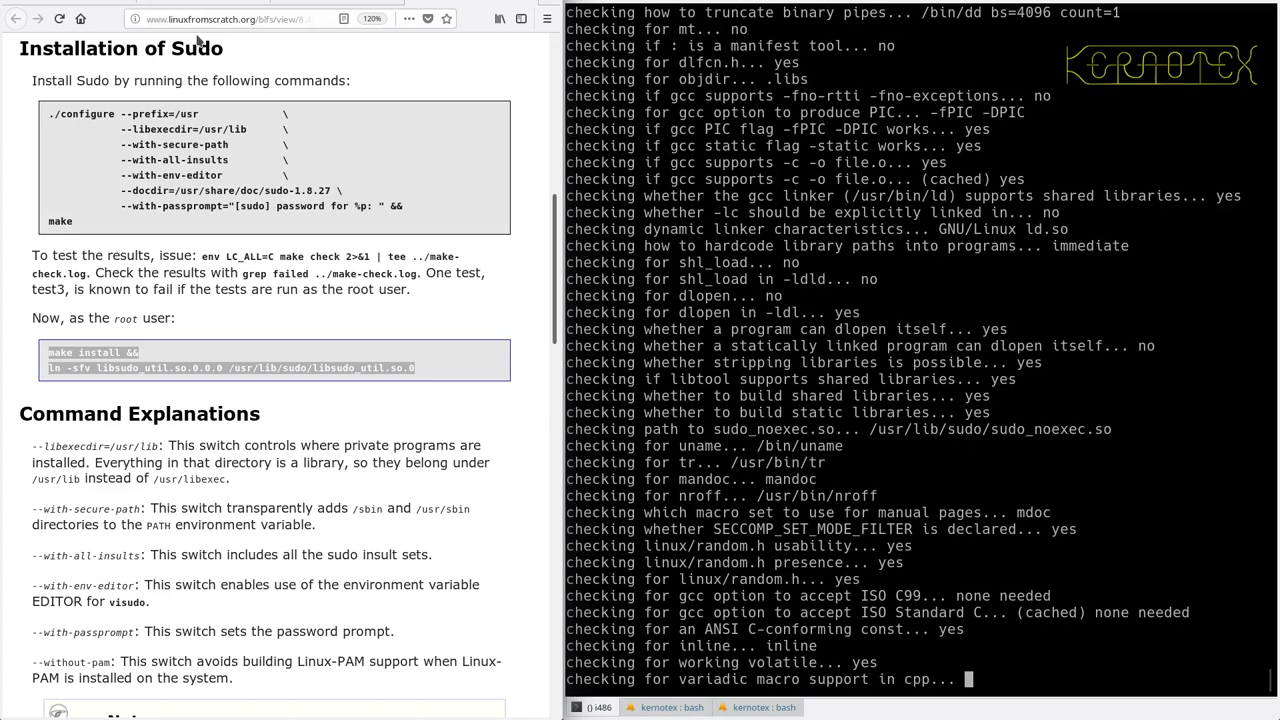 www.linuxfromscratch.org/blfs/view/8.4
120%
Installation of Sudo
Install Sudo by running the following commands:
./configure --prefix=/usr \
--libexecdir=/usr/lib \
--with-secure-path \
--with-all-insults \
--with-env-editor \
--docdir=/usr/share/doc/sudo-1.8.27 \
--with-passprompt="[sudo] password for %p: " &&
make
To test the results, issue: env LC_ALL=C make check 2>&1 | tee ../make-
check.log. Check the results with grep failed ../make-check.log. One test,
test3, is known to fail if the tests are run as the root user.
Now, as the root user:
make install &&
ln -sfv libsudo_util.so.0.0.0 /usr/lib/sudo/libsudo_util.so.0
Command Explanations
--libexecdir=/usr/lib: This switch controls where private programs are
installed. Everything in that directory is a library, so they belong under
/usr/lib instead of /usr/libexec.
--with-secure-path: This switch transparently adds /sbin and /usr/sbin
directories to the PATH environment variable.
--with-all-insults: This switch includes all the sudo insult sets.
--with-env-editor: This switch enables use of the environment variable
EDITOR for visudo.
--with-passprompt: This switch sets the password prompt.
--without-pam: This switch avoids building Linux-PAM support when Linux-
PAM is installed on the system.
checking how to truncate binary pipes... /bin/dd bs=4096 count=1
checking for mt... no
checking if : is a manifest tool... no
checking for dlfcn.h... yes
checking for objdir... .libs
checking if gcc supports -fno-rtti -fno-exceptions... no
checking for gcc option to produce PIC... -fPIC -DPIC
checking if gcc PIC flag -fPIC -DPIC works... yes
checking if gcc static flag -static works... yes
checking if gcc supports -c -o file.o... yes
checking if gcc supports -c -o file.o... (cached) yes
checking whether the gcc linker (/usr/bin/ld) supports shared libraries... yes
checking whether -lc should be explicitly linked in... no
checking dynamic linker characteristics... GNU/Linux ld.so
checking how to hardcode library paths into programs... immediate
checking for shl_load... no
checking for shl_load in -ldld... no
checking for dlopen... no
checking for dlopen in -ldl... yes
checking whether a program can dlopen itself... yes
checking whether a statically linked program can dlopen itself... no
checking whether stripping libraries is possible... yes
checking if libtool supports shared libraries... yes
checking whether to build shared libraries... yes
checking whether to build static libraries... yes
checking path to sudo_noexec.so... /usr/lib/sudo/sudo_noexec.so
checking for uname... /bin/uname
checking for tr... /usr/bin/tr
checking for mandoc... mandoc
checking for nroff... /usr/bin/nroff
checking which macro set to use for manual pages... mdoc
checking whether SECCOMP_SET_MODE_FILTER is declared... yes
checking linux/random.h usability... yes
checking linux/random.h presence... yes
checking for linux/random.h... yes
checking for gcc option to accept ISO C99... none needed
checking for gcc option to accept ISO Standard C... (cached) none needed
checking for an ANSI C-conforming const... yes
checking for inline... inline
checking for working volatile... yes
checking for variadic macro support in cpp...
KERNOTEX
() i486
kernotex : bash
kernotex : bash